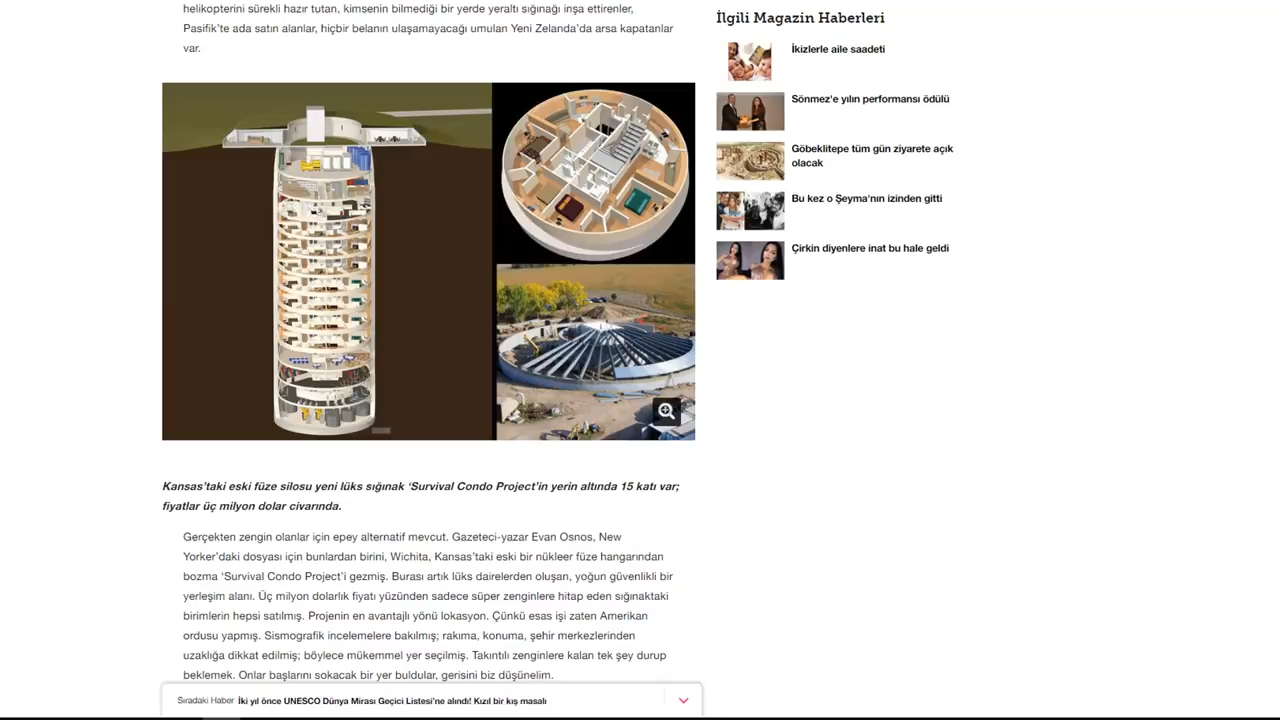 helikopterini sürekli hazır tutan, kimsenin bilmediği bir yerde yeraltı sığınağı inşa ettirenler,
Pasifik'te ada satın alanlar, hiçbir belanın ulaşamayacağı umulan Yeni Zelanda'da arsa kapatanlar
var.
Kansas'taki eski füze silosu yeni lüks sığınak 'Survival Condo Project'in yerin altında 15 katı var;
fiyatlar üç milyon dolar civarında.
Gerçekten zengin olanlar için epey alternatif mevcut. Gazeteci-yazar Evan Osnos, New
Yorker'daki dosyası için bunlardan birini, Wichita, Kansas'taki eski bir nükleer füze hangarından
bozma 'Survival Condo Project'i gezmiş. Burası artık lüks dairelerden oluşan, yoğun güvenlikli bir
yerleşim alanı. Üç milyon dolarlık fiyatı yüzünden sadece süper zenginlere hitap eden sığınaktaki
birimlerin hepsi satılmış. Projenin en avantajlı yönü lokasyon. Çünkü esas işi zaten Amerikan
ordusu yapmış. Sismografik incelemelere bakılmış; rakıma, konuma, şehir merkezlerinden
uzaklığa dikkat edilmiş; böylece mükemmel yer seçilmiş. Takıntılı zenginlere kalan tek şey durup
beklemek. Onlar başlarını sokacak bir yer buldular, gerisini biz düşünelim.
Sıradaki Haber İki yıl önce UNESCO Dünya Mirası Geçici Listesi'ne alındı! Kızıl bir kış masalı
İlgili Magazin Haberleri
İkizlerle aile saadeti
Sönmez'e yılın performansı ödülü
Göbeklitepe tüm gün ziyarete açık
olacak
Bu kez o Şeyma'nın izinden gitti
Çirkin diyenlere inat bu hale geldi